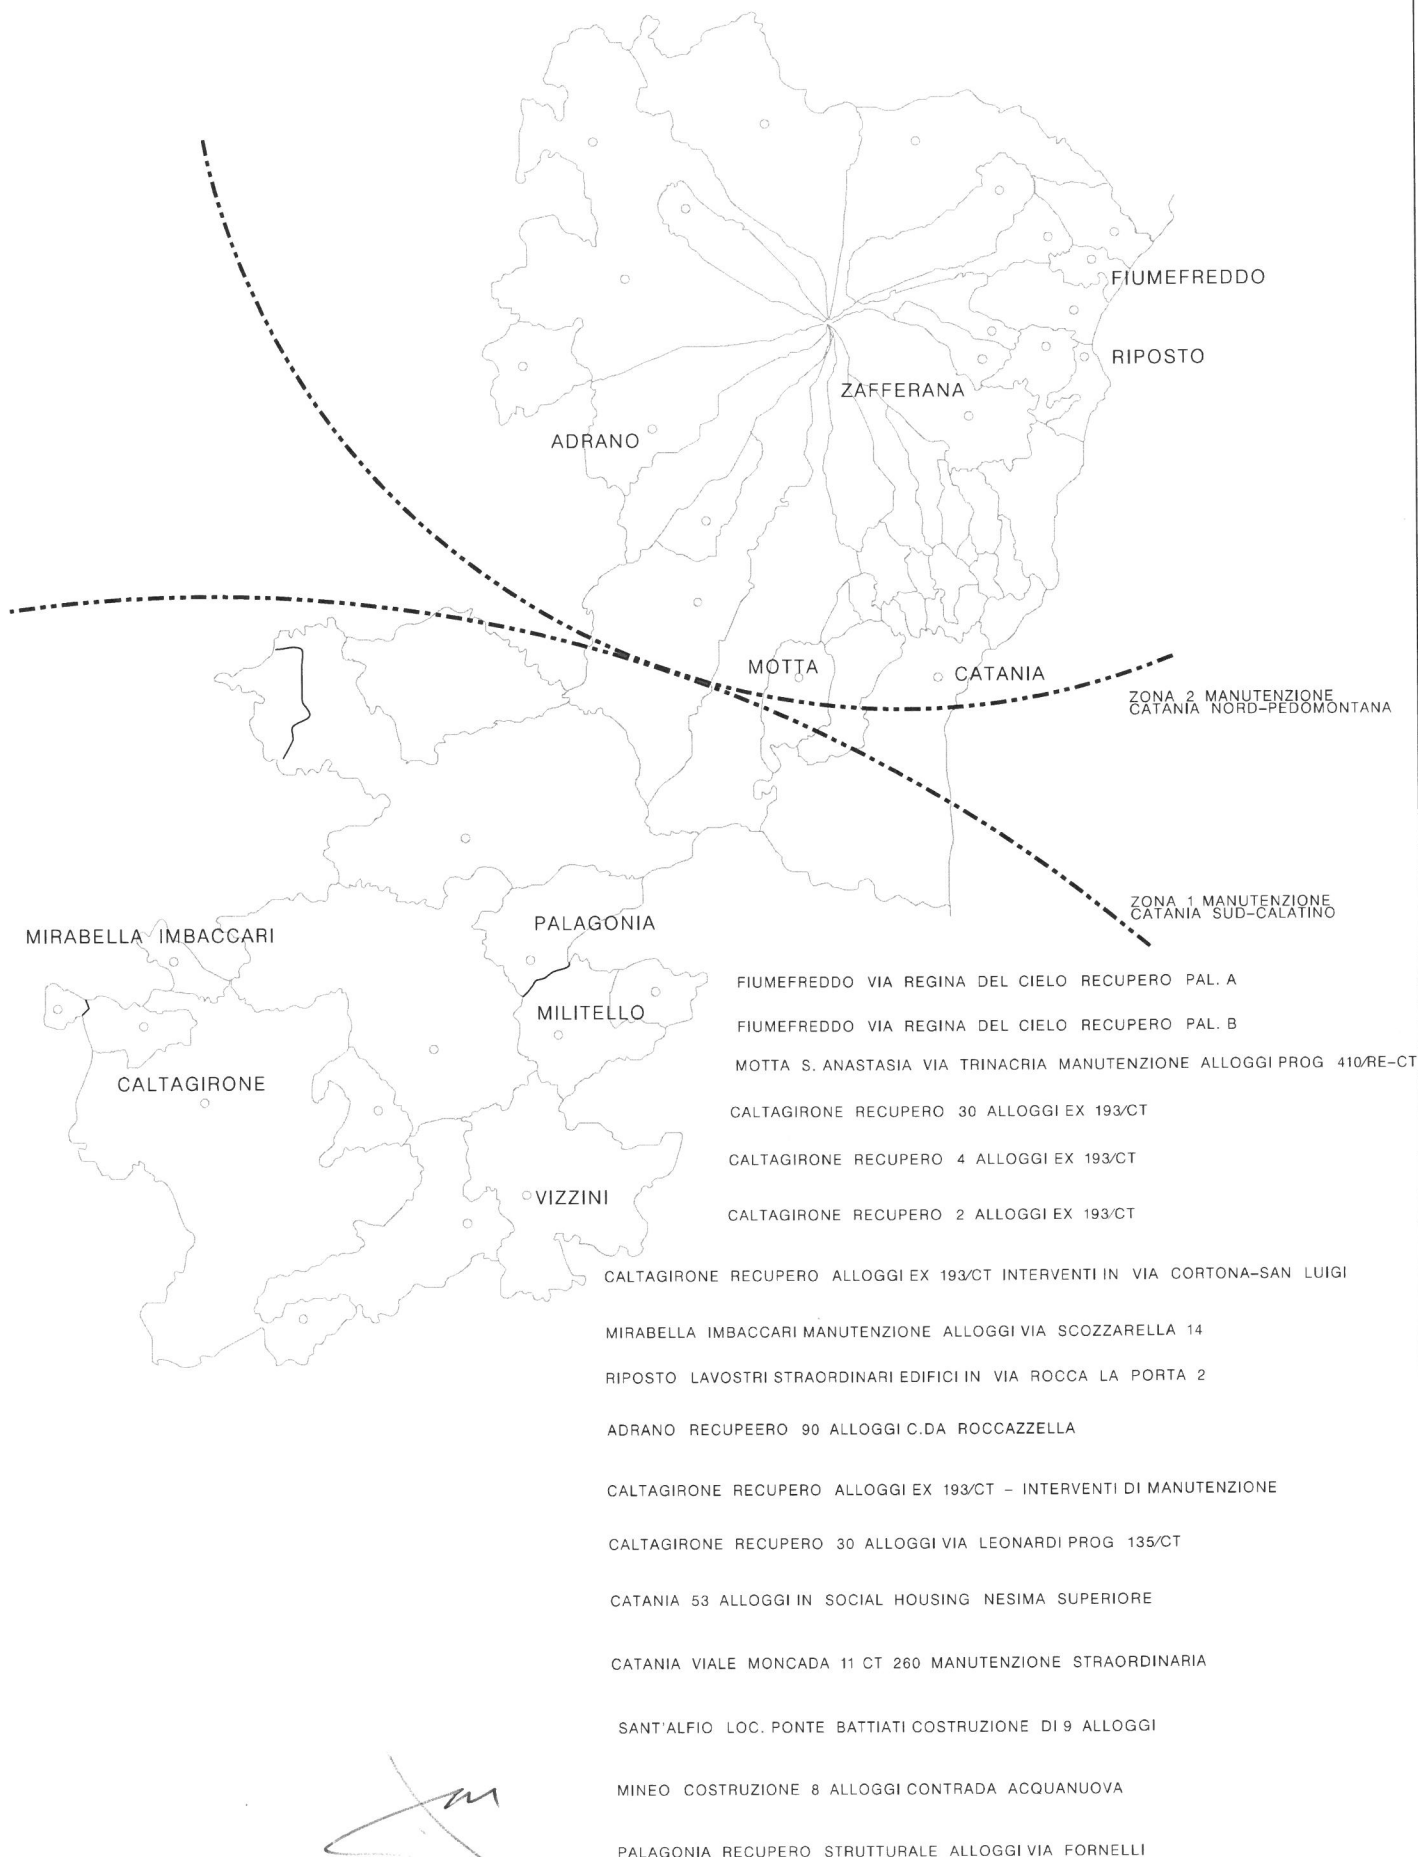 FIUMEFREDDO
RIPOSTO
ZAFFERANA
ADRANO
MOTTA
CATANIA
ZONA 2 MANUTENZIONE
CATANIA NORD-PEDOMONTANA
ZONA 1 MANUTENZIONE
CATANIA SUD-CALATINO
PALAGONIA
MIRABELLA IMBACCARI
MILITELLO
CALTAGIRONE
VIZZINI
FIUMEFREDDO VIA REGINA DEL CIELO RECUPERO PAL. A
FIUMEFREDDO VIA REGINA DEL CIELO RECUPERO PAL. B
MOTTA S. ANASTASIA VIA TRINACRIA MANUTENZIONE ALLOGGI PROG 410/RE-CT
CALTAGIRONE RECUPERO 30 ALLOGGI EX 193/CT
CALTAGIRONE RECUPERO 4 ALLOGGI EX 193/CT
CALTAGIRONE RECUPERO 2 ALLOGGI EX 193/CT
CALTAGIRONE RECUPERO ALLOGGI EX 193/CT INTERVENTI IN VIA CORTONA-SAN LUIGI
MIRABELLA IMBACCARI MANUTENZIONE ALLOGGI VIA SCOZZARELLA 14
RIPOSTO LAVOSTRI STRAORDINARI EDIFICI IN VIA ROCCA LA PORTA 2
ADRANO RECUPEERO 90 ALLOGGI C.DA ROCCAZZELLA
CALTAGIRONE RECUPERO ALLOGGI EX 193/CT - INTERVENTI DI MANUTENZIONE
CALTAGIRONE RECUPERO 30 ALLOGGI VIA LEONARDI PROG 135/CT
CATANIA 53 ALLOGGI IN SOCIAL HOUSING NESIMA SUPERIORE
CATANIA VIALE MONCADA 11 CT 260 MANUTENZIONE STRAORDINARIA
SANT'ALFIO LOC. PONTE BATTIATI COSTRUZIONE DI 9 ALLOGGI
MINEO COSTRUZIONE 8 ALLOGGI CONTRADA ACQUANUOVA
PALAGONIA RECUPERO STRUTTURALE ALLOGGI VIA FORNELLI